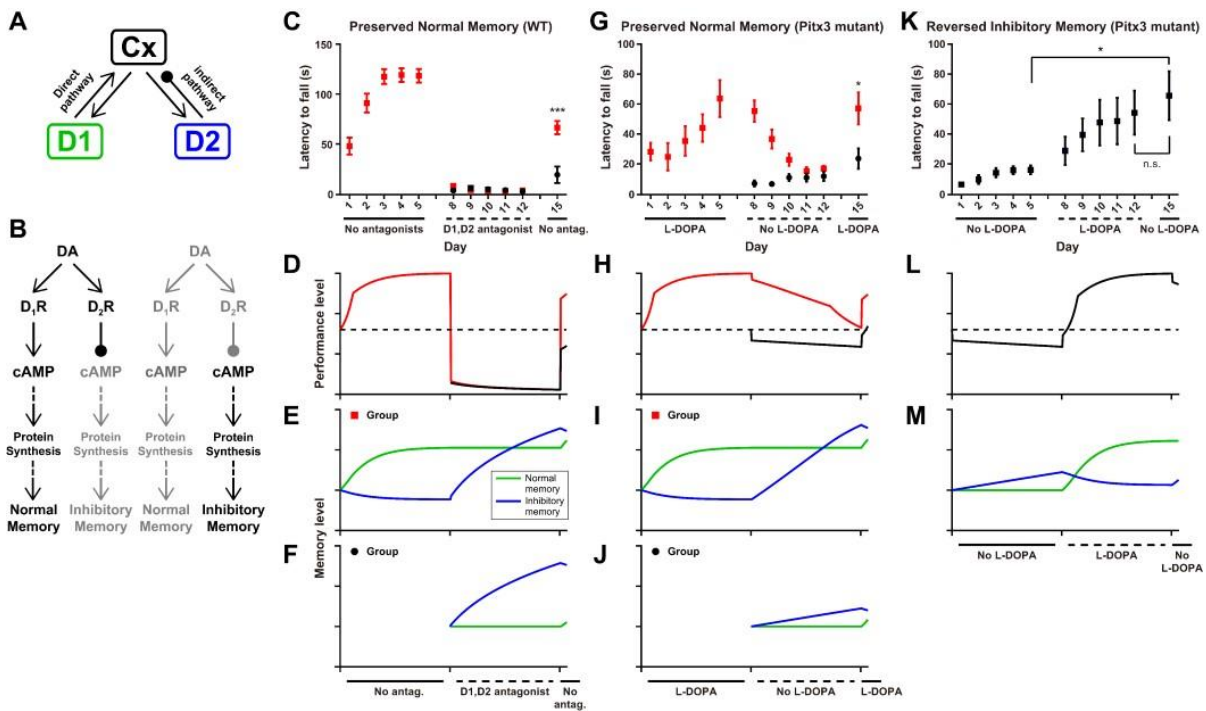 A
Cx
Direct
pathway
indirect
pathway
D1
D2
B
DA
DA
D₁R
D₂R
D₁R
D₂R
cAMP
cAMP
cAMP
cAMP
Protein
Synthesis
Protein
Synthesis
Protein
Synthesis
Protein
Synthesis
Normal
Memory
Inhibitory
Memory
Normal
Memory
Inhibitory
Memory
C
Preserved Normal Memory (WT)
Latency to fall (s)
150
100
50
0
***
1 2 3 4 5 8 9 10 11 12 15
No antagonists
D1,D2 antagonist
No antag.
Day
G
Preserved Normal Memory (Pitx3 mutant)
Latency to fall (s)
100
80
60
40
20
0
*
1 2 3 4 5 8 9 10 11 12 15
L-DOPA
No L-DOPA
L-DOPA
Day
K
Reversed Inhibitory Memory (Pitx3 mutant)
Latency to fall (s)
100
80
60
40
20
0
*
n.s.
1 2 3 4 5 8 9 10 11 12 15
No L-DOPA
L-DOPA
No L-DOPA
Day
D
Performance level
H
L
E
Group
Normal
memory
Inhibitory
memory
Memory level
I
Group
M
No L-DOPA
L-DOPA
No
L-DOPA
F
Group
No antag.
D1,D2 antagonist
No
antag.
J
Group
L-DOPA
No L-DOPA
L-DOPA